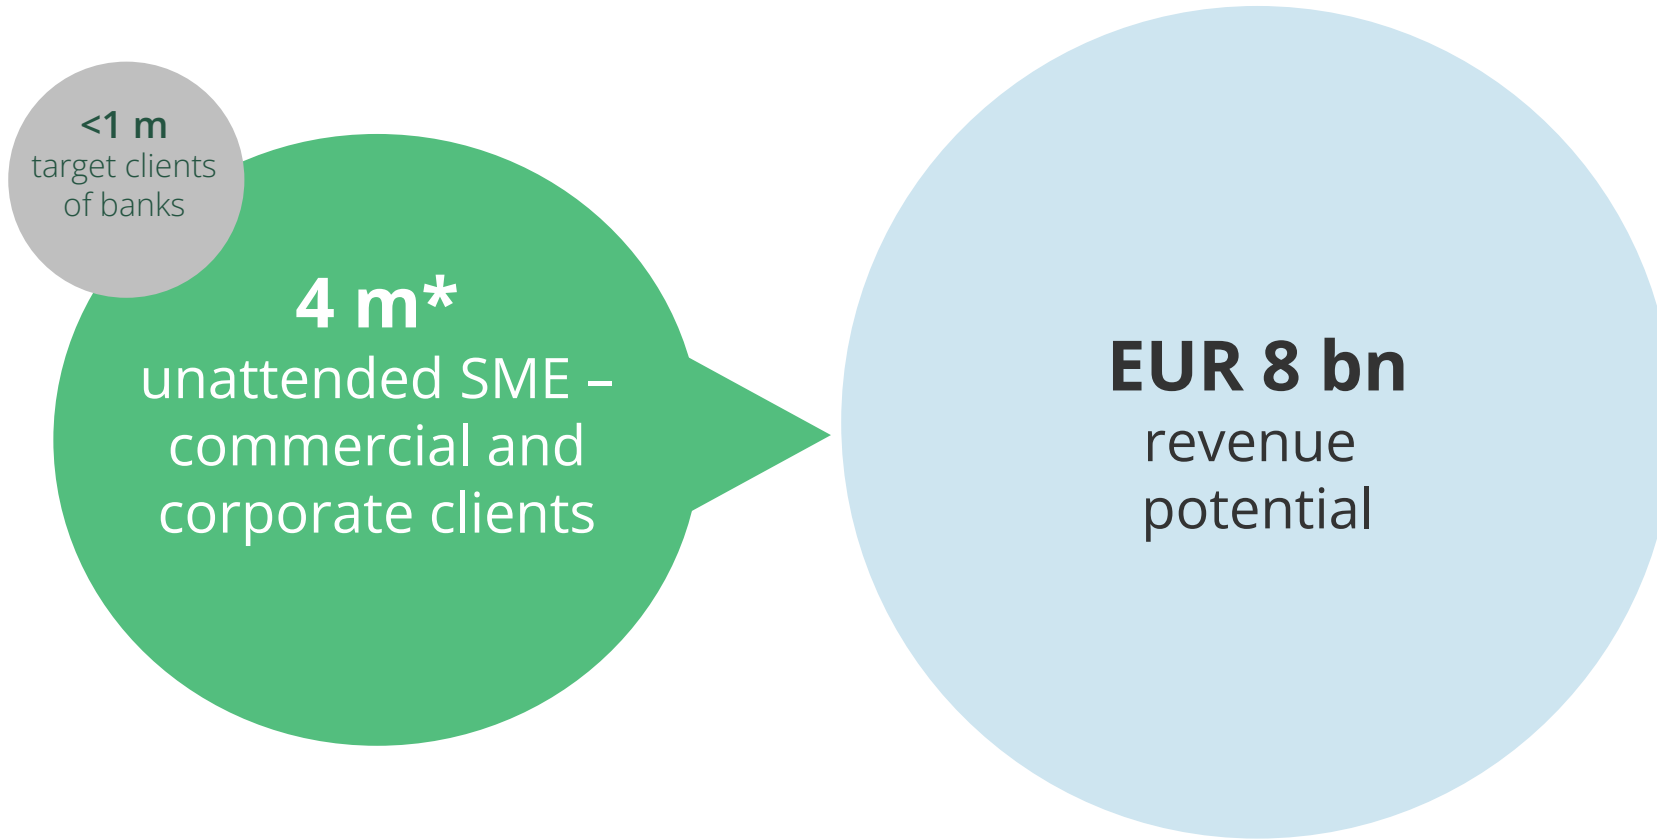 <1 m
target clients
of banks
4 m*
unattended SME –
commercial and
corporate clients
EUR 8 bn
revenue
potential